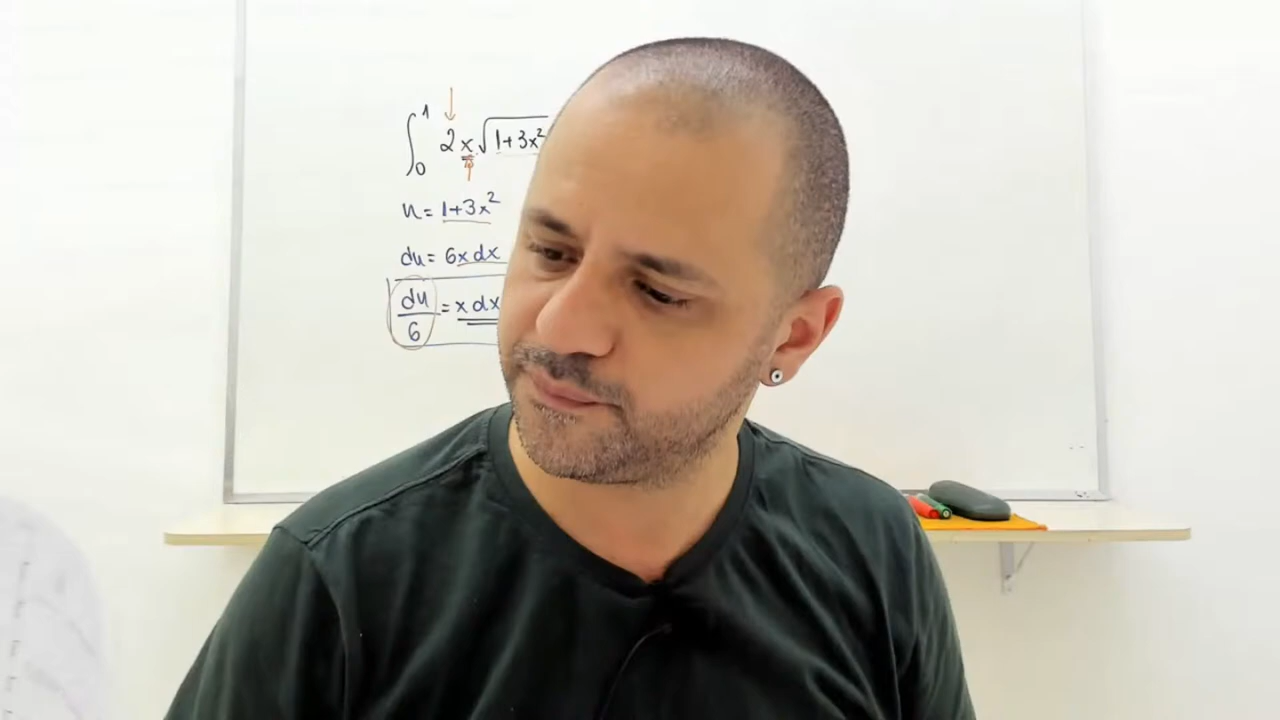 ∫₀¹ 2x√1+3x²
u = 1+3x²
du = 6x dx
du/6 = x dx